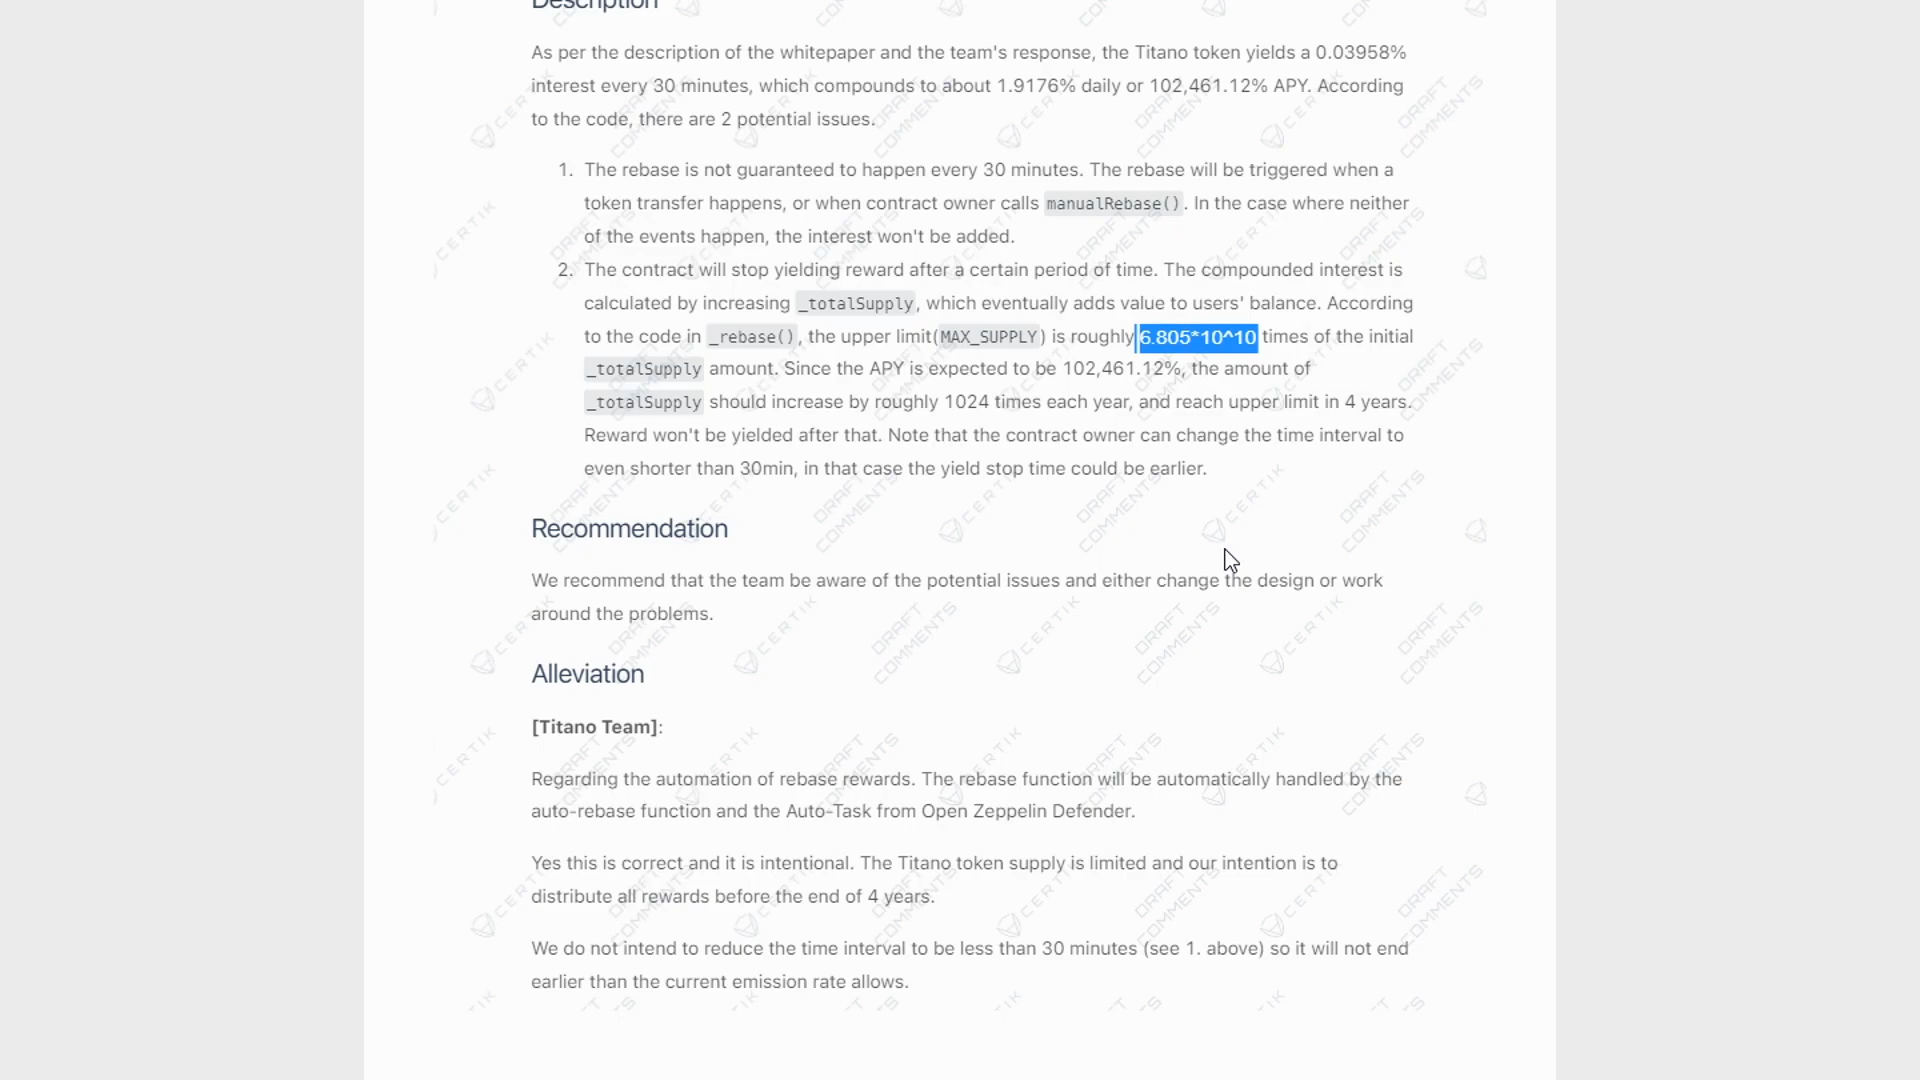 Description
As per the description of the whitepaper and the team's response, the Titano token yields a 0.03958%
interest every 30 minutes, which compounds to about 1.9176% daily or 102,461.12% APY. According
to the code, there are 2 potential issues.
1. The rebase is not guaranteed to happen every 30 minutes. The rebase will be triggered when a
token transfer happens, or when contract owner calls manualRebase(). In the case where neither
of the events happen, the interest won't be added.
2. The contract will stop yielding reward after a certain period of time. The compounded interest is
calculated by increasing _totalSupply, which eventually adds value to users' balance. According
to the code in _rebase(), the upper limit(MAX_SUPPLY) is roughly 6.805*10^10 times of the initial
_totalSupply amount. Since the APY is expected to be 102,461.12%, the amount of
_totalSupply should increase by roughly 1024 times each year, and reach upper limit in 4 years.
Reward won't be yielded after that. Note that the contract owner can change the time interval to
even shorter than 30min, in that case the yield stop time could be earlier.
Recommendation
We recommend that the team be aware of the potential issues and either change the design or work
around the problems.
Alleviation
[Titano Team]:
Regarding the automation of rebase rewards. The rebase function will be automatically handled by the
auto-rebase function and the Auto-Task from Open Zeppelin Defender.
Yes this is correct and it is intentional. The Titano token supply is limited and our intention is to
distribute all rewards before the end of 4 years.
We do not intend to reduce the time interval to be less than 30 minutes (see 1. above) so it will not end
earlier than the current emission rate allows.
CERTIK
DRAFT
COMMENTS